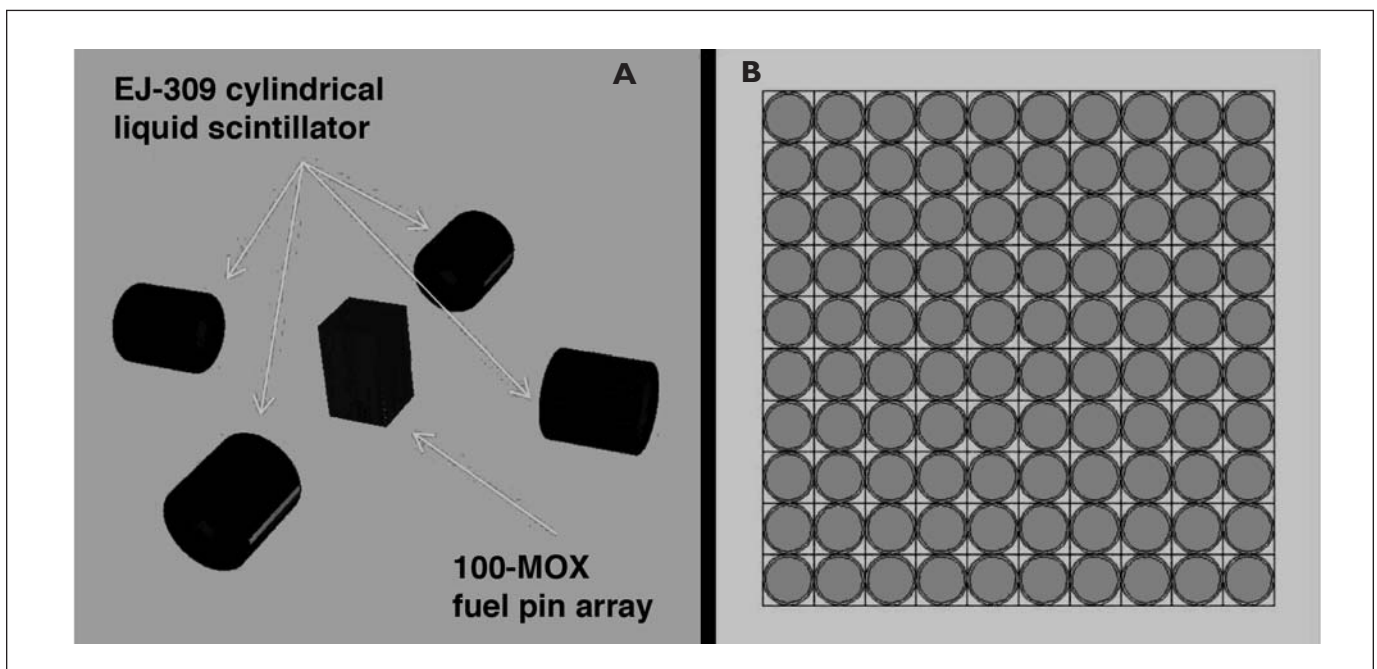 EJ-309 cylindrical
liquid scintillator
A
B
100-MOX
fuel pin array